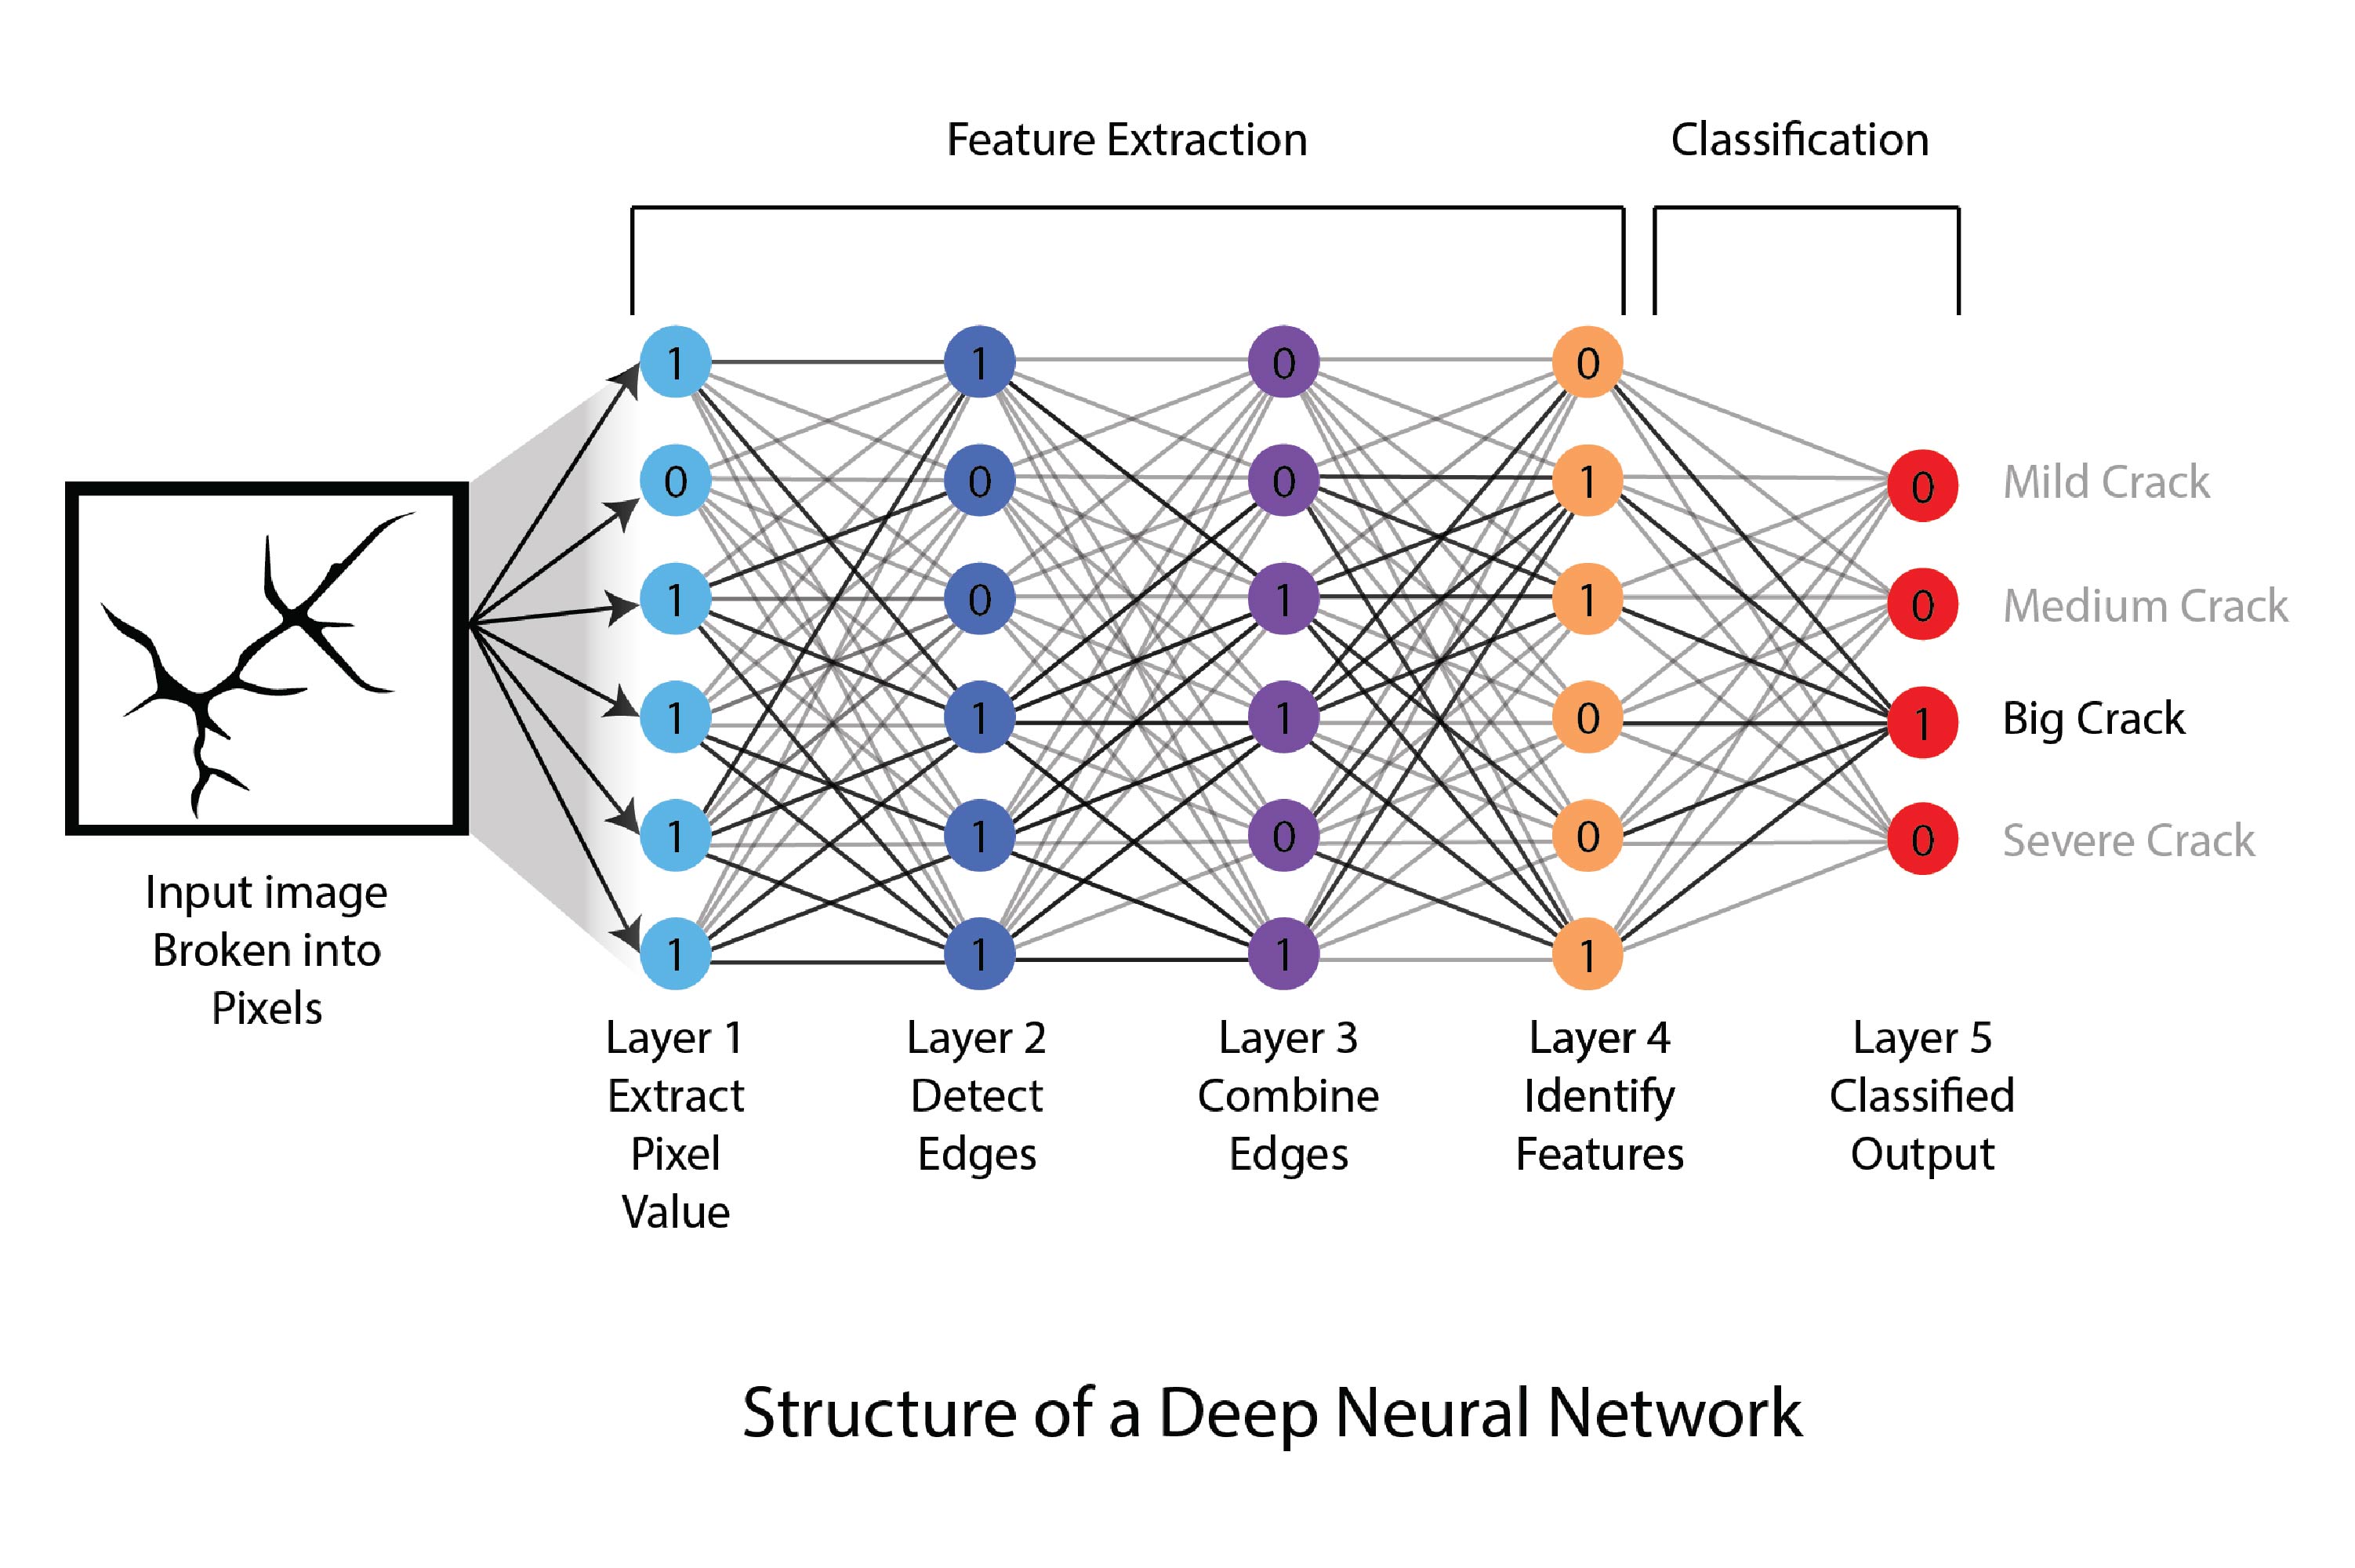 Feature Extraction
Classification
1 1 0 0
0 0 0 1 0
Mild Crack
1 0 1 1 0
Medium Crack
1 1 1 0 1
Big Crack
1 1 0 0 0
Severe Crack
1 1 1 1
Input image
Broken into
Pixels
Layer 1
Extract
Pixel
Value
Layer 2
Detect
Edges
Layer 3
Combine
Edges
Layer 4
Identify
Features
Layer 5
Classified
Output
Structure of a Deep Neural Network